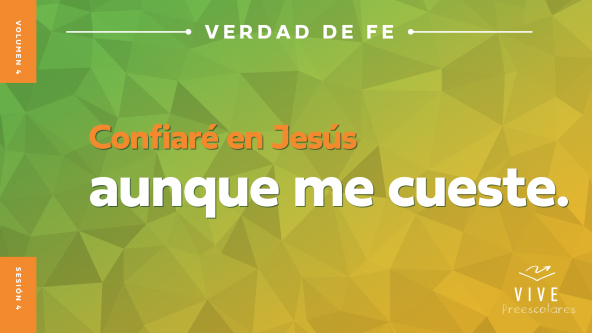 VOLUMEN 4
VERDAD DE FE
Confiaré en Jesús
aunque me cueste.
SESIÓN 4
VIVE
Preescolares